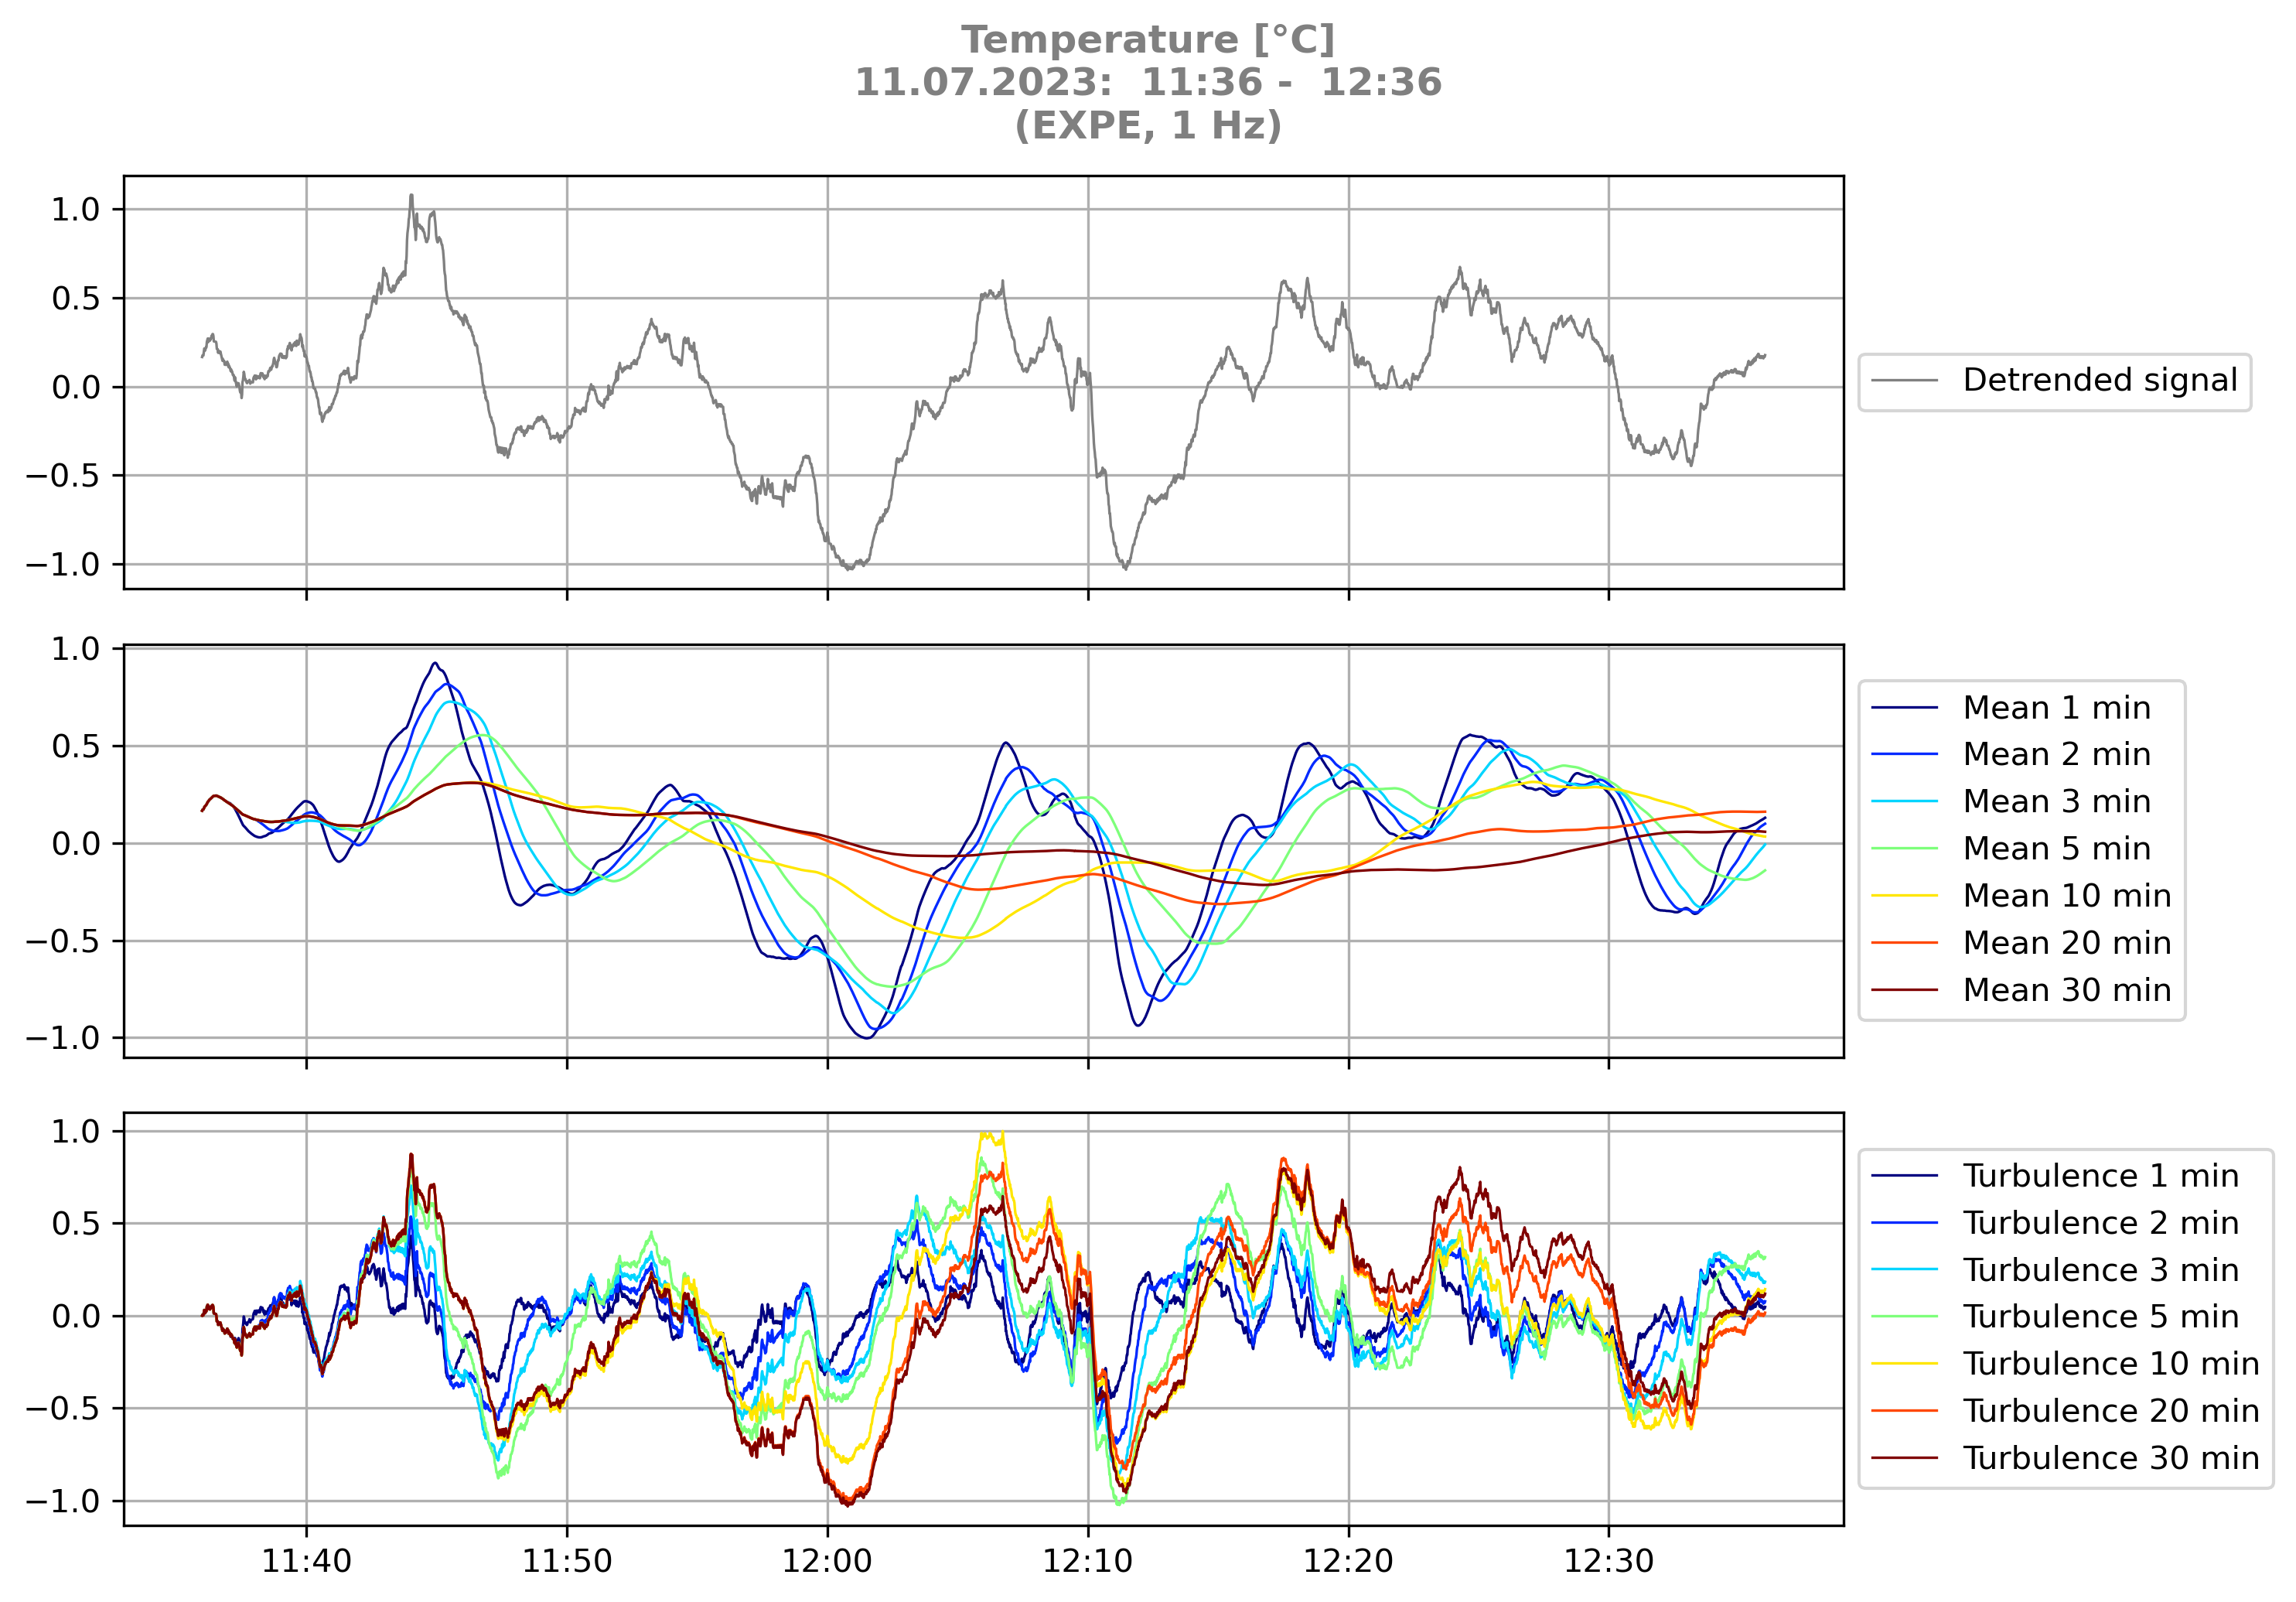 Temperature [°C]
11.07.2023:  11:36 -  12:36
(EXPE, 1 Hz)
1.0
0.5
0.0
−0.5
−1.0
Detrended signal
1.0
0.5
0.0
−0.5
−1.0
Mean 1 min
Mean 2 min
Mean 3 min
Mean 5 min
Mean 10 min
Mean 20 min
Mean 30 min
1.0
0.5
0.0
−0.5
−1.0
Turbulence 1 min
Turbulence 2 min
Turbulence 3 min
Turbulence 5 min
Turbulence 10 min
Turbulence 20 min
Turbulence 30 min
11:40 11:50 12:00 12:10 12:20 12:30